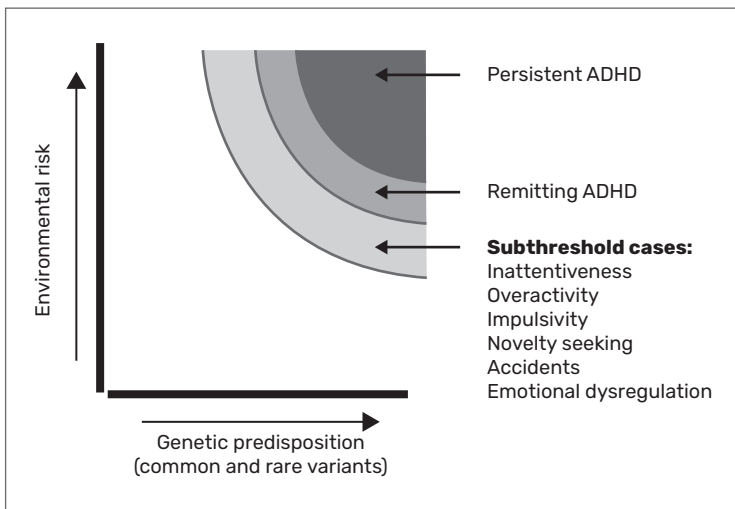 Persistent ADHD
Remitting ADHD
Subthreshold cases:
Inattentiveness
Overactivity
Impulsivity
Novelty seeking
Accidents
Emotional dysregulation
Environmental risk
Genetic predisposition
(common and rare variants)